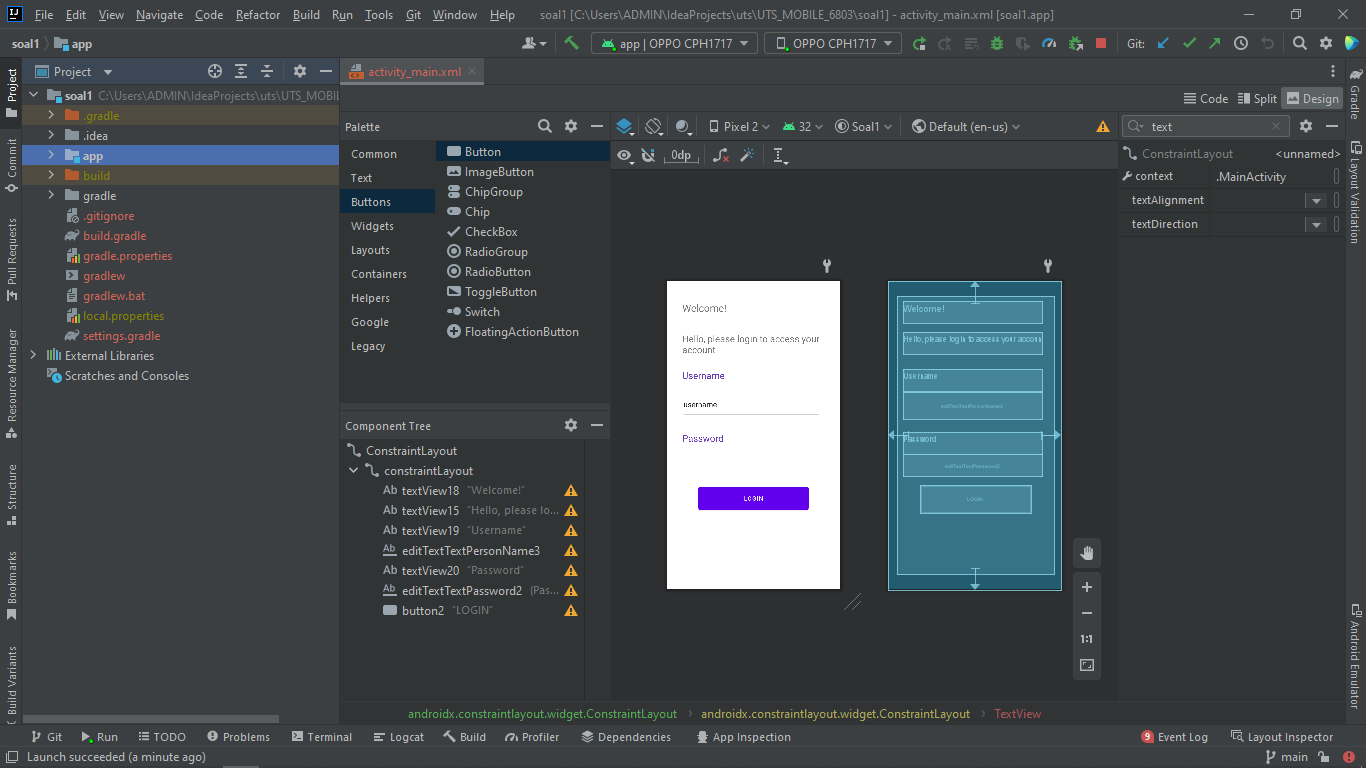 File Edit View Navigate Code Refactor Build Run Tools Git Window Help soal1 [C:\Users\ADMIN\IdeaProjects\uts\UTS_MOBILE_6803\soal1] - activity_main.xml [soal1.app]
soal1 app app | OPPO CPH1717 OPPO CPH1717 Git:
Project
activity_main.xml
Code Split Design
soal1 C:\Users\ADMIN\IdeaProjects\uts\UTS_MOBIL
.gradle
.idea
app
build
gradle
.gitignore
build.gradle
gradle.properties
gradlew
gradlew.bat
local.properties
settings.gradle
External Libraries
Scratches and Consoles
Project
Commit
Pull Requests
Resource Manager
Structure
Bookmarks
Build Variants
Palette
Common
Text
Buttons
Widgets
Layouts
Containers
Helpers
Google
Legacy
Button
ImageButton
ChipGroup
Chip
CheckBox
RadioGroup
RadioButton
ToggleButton
Switch
FloatingActionButton
Component Tree
ConstraintLayout
constraintLayout
Ab textView18 "Welcome!"
Ab textView15 "Hello, please lo...
Ab textView19 "Username"
Ab editTextTextPersonName3
Ab textView20 "Password"
Ab editTextTextPassword2 (Pas...
button2 "LOGIN"
Pixel 2 32 Soal1 Default (en-us)
0dp
Welcome!
Hello, please login to access your
account
Username
username
Password
LOGIN
Welcome!
Hello, please login to access your account
Username
editTextTextPersonName3
Password
editTextTextPassword2
LOGIN
1:1
text
ConstraintLayout <unnamed>
context .MainActivity
textAlignment
textDirection
Gradle
Layout Validation
Android Emulator
androidx.constraintlayout.widget.ConstraintLayout androidx.constraintlayout.widget.ConstraintLayout TextView
Git Run TODO Problems Terminal Logcat Build Profiler Dependencies App Inspection 9 Event Log Layout Inspector
Launch succeeded (a minute ago) main